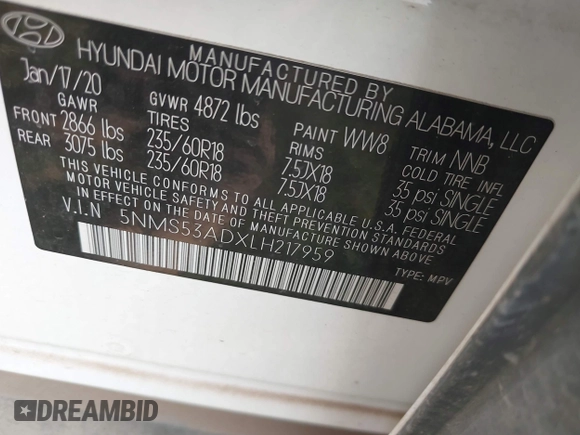 MANUFACTURED BY
HYUNDAI MOTOR MANUFACTURING ALABAMA, LLC
Jan/17/20
GAWR GVWR 4872 lbs PAINT WW8 TRIM NNB
TIRES RIMS COLD TIRE INFL
FRONT 2866 lbs 235/60R18 7.5JX18 35 psi SINGLE
REAR 3075 lbs 235/60R18 7.5JX18 35 psi SINGLE
THIS VEHICLE CONFORMS TO ALL APPLICABLE U.S.A. FEDERAL
MOTOR VEHICLE SAFETY,BUMPER, AND THEFT PREVENTION STANDARDS
IN EFFECT ON THE DATE OF MANUFACTURE SHOWN ABOVE
V.I.N 5NMS53ADXLH217959
TYPE: MPV
DREAMBID